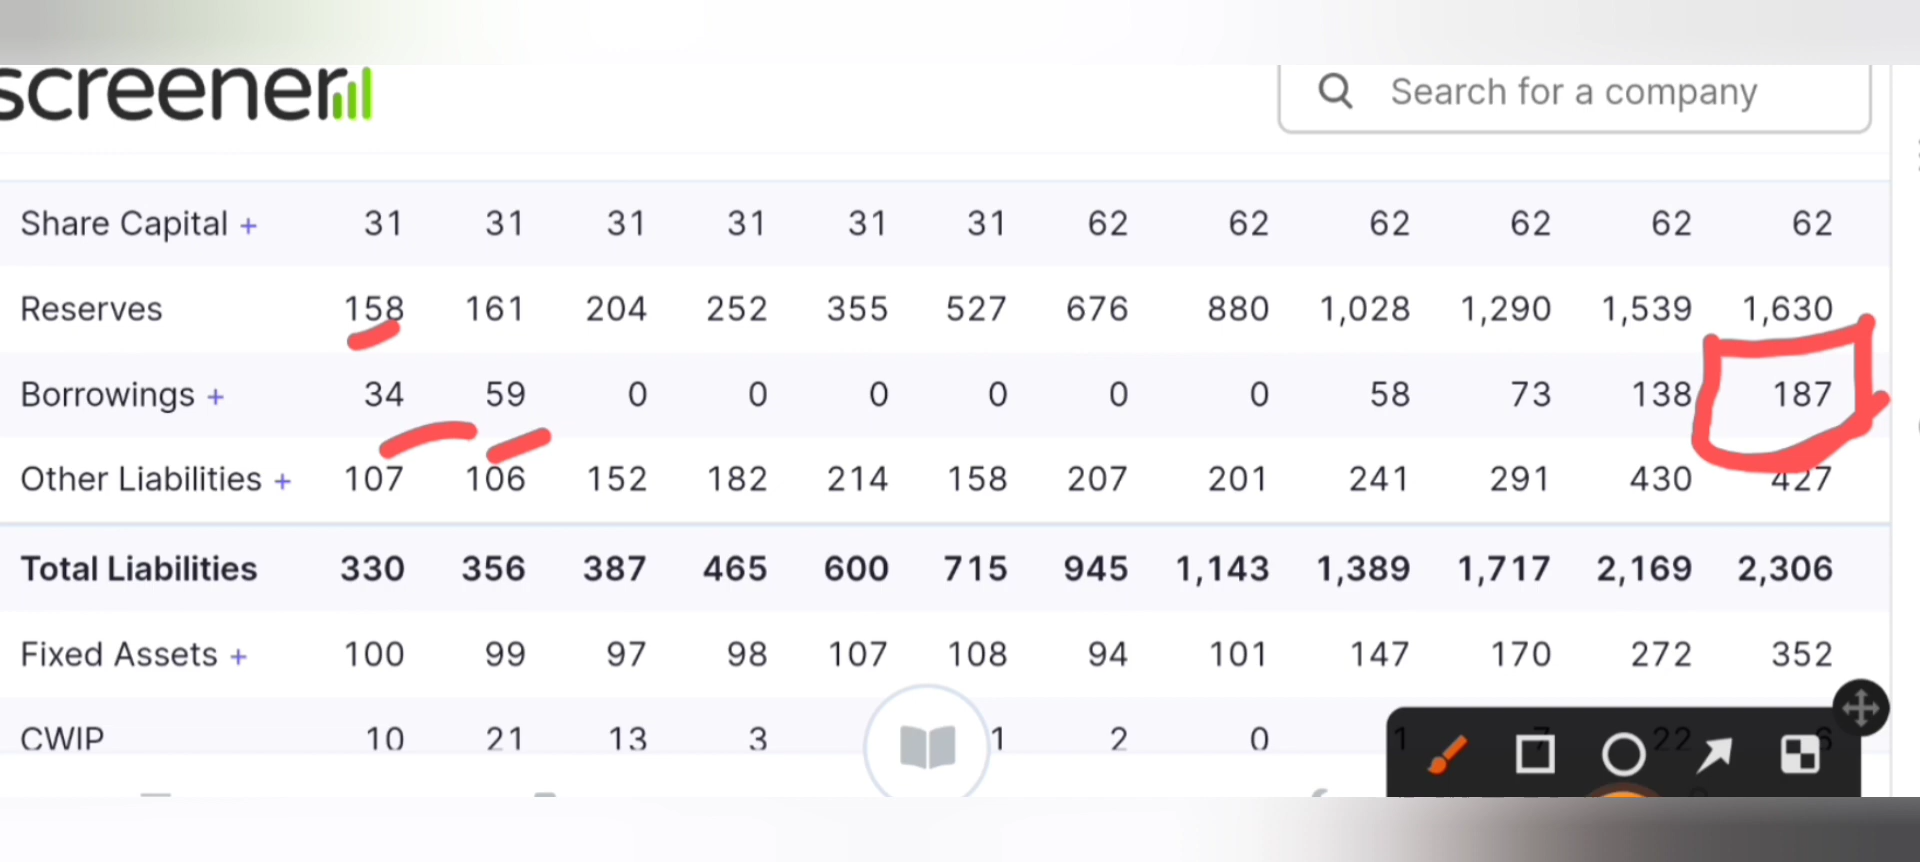 screener
Search for a company
Share Capital + 31 31 31 31 31 31 62 62 62 62 62 62
Reserves 158 161 204 252 355 527 676 880 1,028 1,290 1,539 1,630
Borrowings + 34 59 0 0 0 0 0 0 58 73 138 187
Other Liabilities + 107 106 152 182 214 158 207 201 241 291 430 427
Total Liabilities 330 356 387 465 600 715 945 1,143 1,389 1,717 2,169 2,306
Fixed Assets + 100 99 97 98 107 108 94 101 147 170 272 352
CWIP 10 21 13 3 1 2 0 1 7 22 6